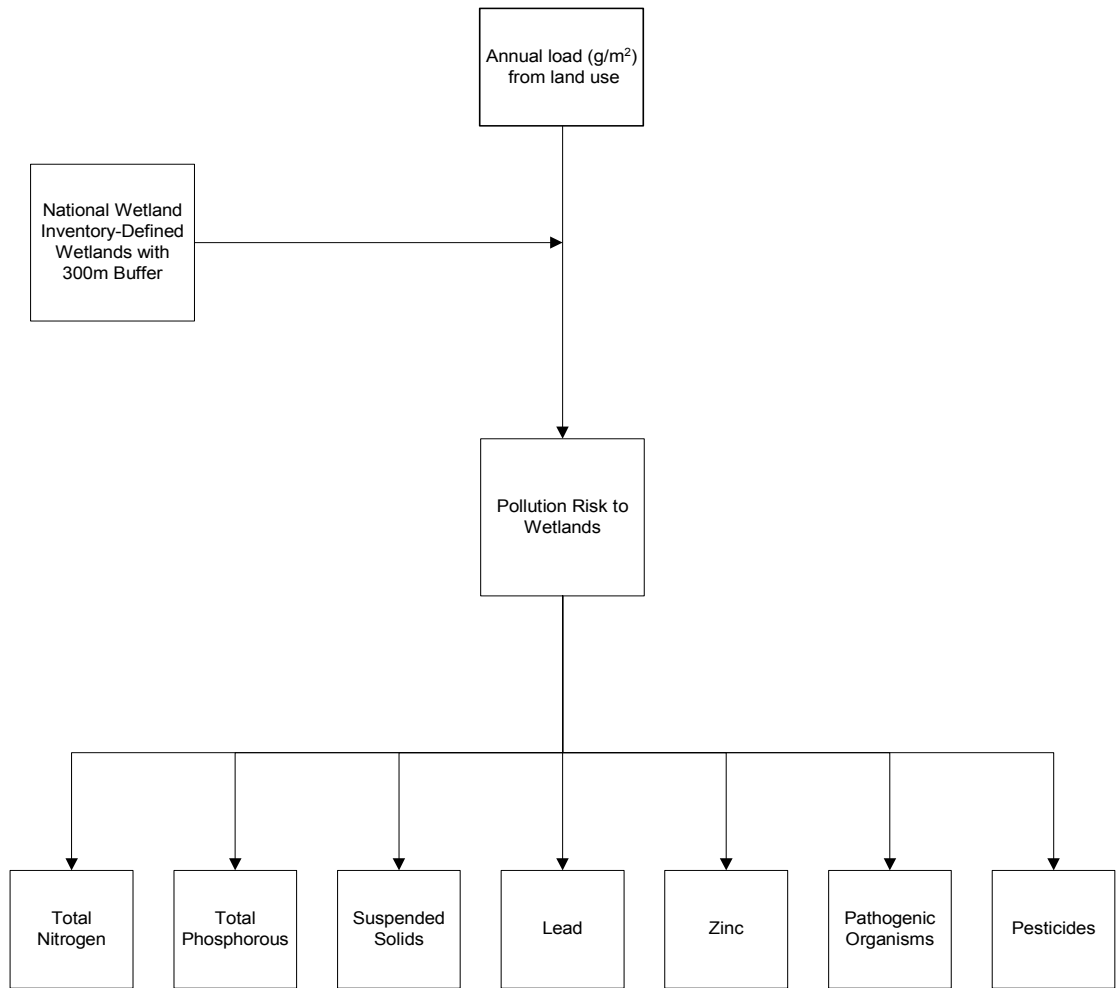 Annual load (g/m²)
from land use
National Wetland
Inventory-Defined
Wetlands with
300m Buffer
Pollution Risk to
Wetlands
Total
Nitrogen
Total
Phosphorous
Suspended
Solids
Lead
Zinc
Pathogenic
Organisms
Pesticides